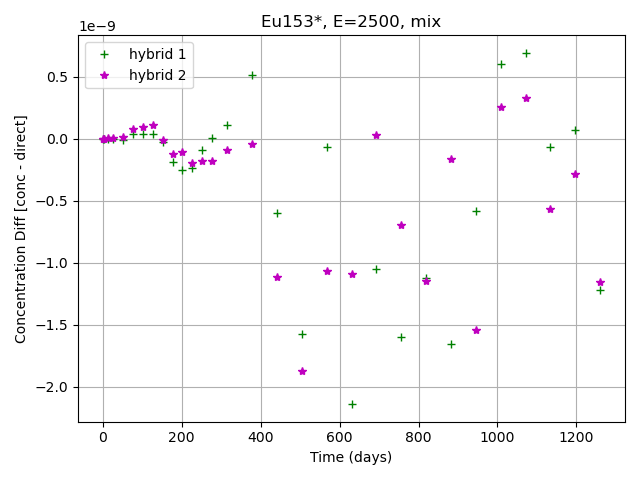 Eu153*, E=2500, mix
1e−9
hybrid 1
hybrid 2
0.5
0.0
−0.5
−1.0
−1.5
−2.0
Concentration Diff [conc - direct]
0 200 400 600 800 1000 1200
Time (days)